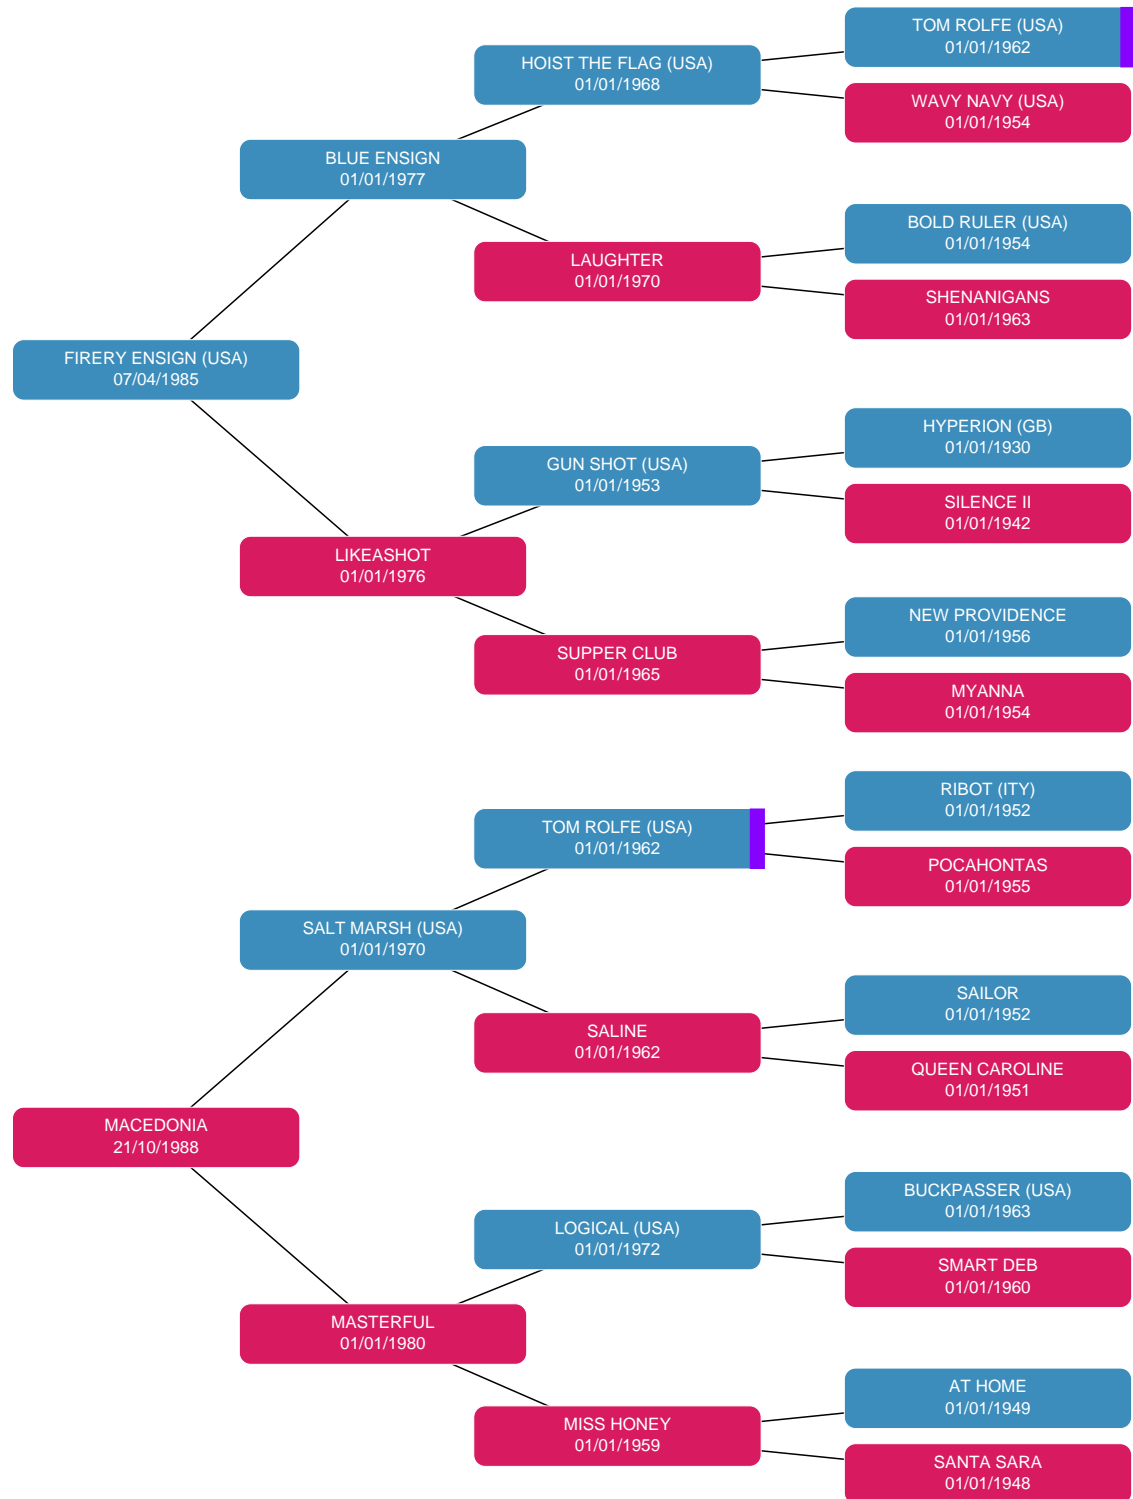 TOM ROLFE (USA)
01/01/1962
HOIST THE FLAG (USA)
01/01/1968
WAVY NAVY (USA)
01/01/1954
BLUE ENSIGN
01/01/1977
BOLD RULER (USA)
01/01/1954
LAUGHTER
01/01/1970
SHENANIGANS
01/01/1963
FIRERY ENSIGN (USA)
07/04/1985
HYPERION (GB)
01/01/1930
GUN SHOT (USA)
01/01/1953
SILENCE II
01/01/1942
LIKEASHOT
01/01/1976
NEW PROVIDENCE
01/01/1956
SUPPER CLUB
01/01/1965
MYANNA
01/01/1954
RIBOT (ITY)
01/01/1952
TOM ROLFE (USA)
01/01/1962
POCAHONTAS
01/01/1955
SALT MARSH (USA)
01/01/1970
SAILOR
01/01/1952
SALINE
01/01/1962
QUEEN CAROLINE
01/01/1951
MACEDONIA
21/10/1988
BUCKPASSER (USA)
01/01/1963
LOGICAL (USA)
01/01/1972
SMART DEB
01/01/1960
MASTERFUL
01/01/1980
AT HOME
01/01/1949
MISS HONEY
01/01/1959
SANTA SARA
01/01/1948